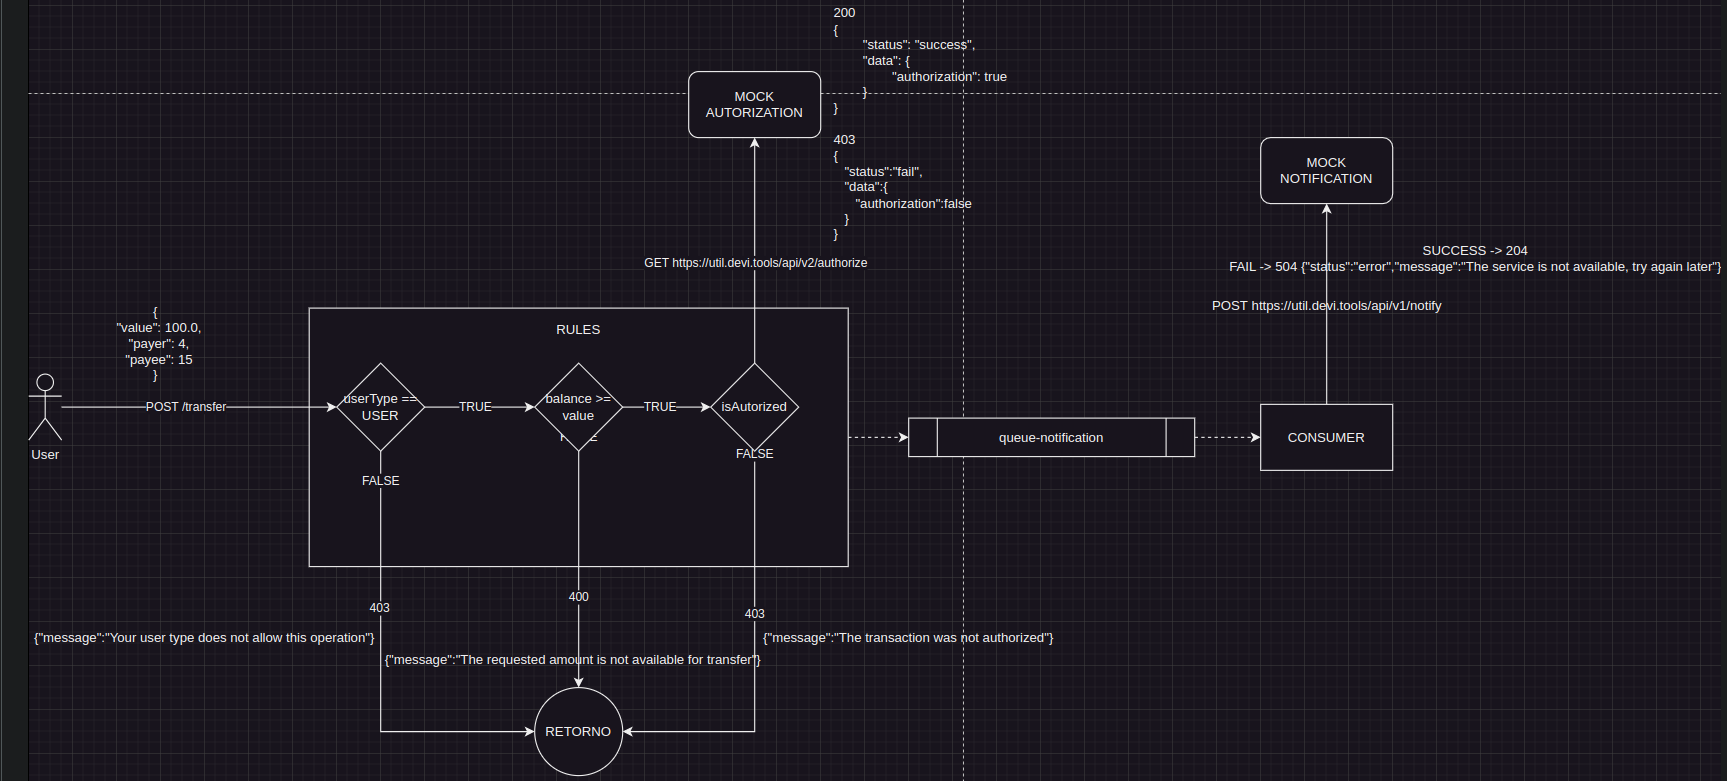 200
{
"status": "success",
"data": {
"authorization": true
}
}
MOCK
AUTORIZATION
403
{
"status":"fail",
"data":{
"authorization":false
}
}
GET https://util.devi.tools/api/v2/authorize
MOCK
NOTIFICATION
SUCCESS -> 204
FAIL -> 504 {"status":"error","message":"The service is not available, try again later"}
POST https://util.devi.tools/api/v1/notify
{
"value": 100.0,
"payer": 4,
"payee": 15
}
POST /transfer
User
RULES
userType ==
USER
TRUE
balance >=
value
TRUE
isAutorized
FALSE
FALSE
queue-notification
CONSUMER
403
400
403
{"message":"Your user type does not allow this operation"}
{"message":"The requested amount is not available for transfer"}
{"message":"The transaction was not authorized"}
RETORNO